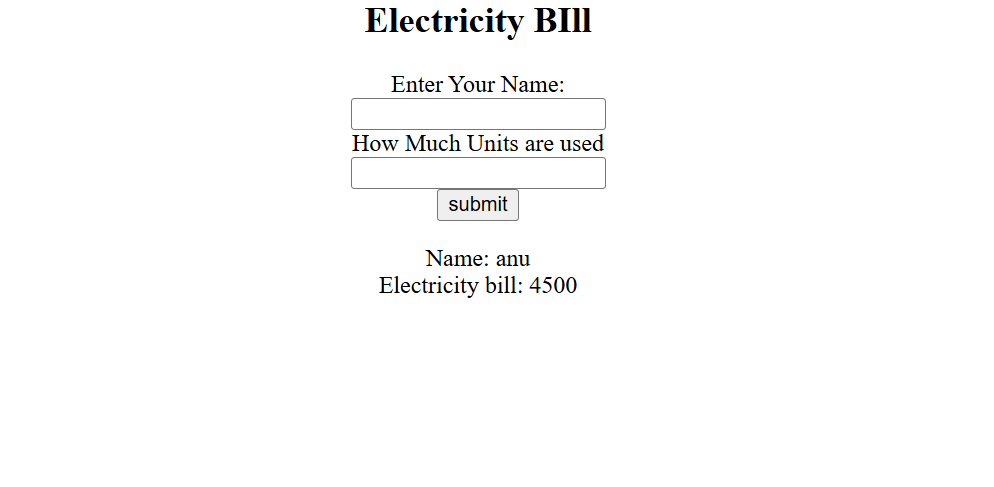 Electricity BIll
Enter Your Name:
How Much Units are used
submit
Name: anu
Electricity bill: 4500